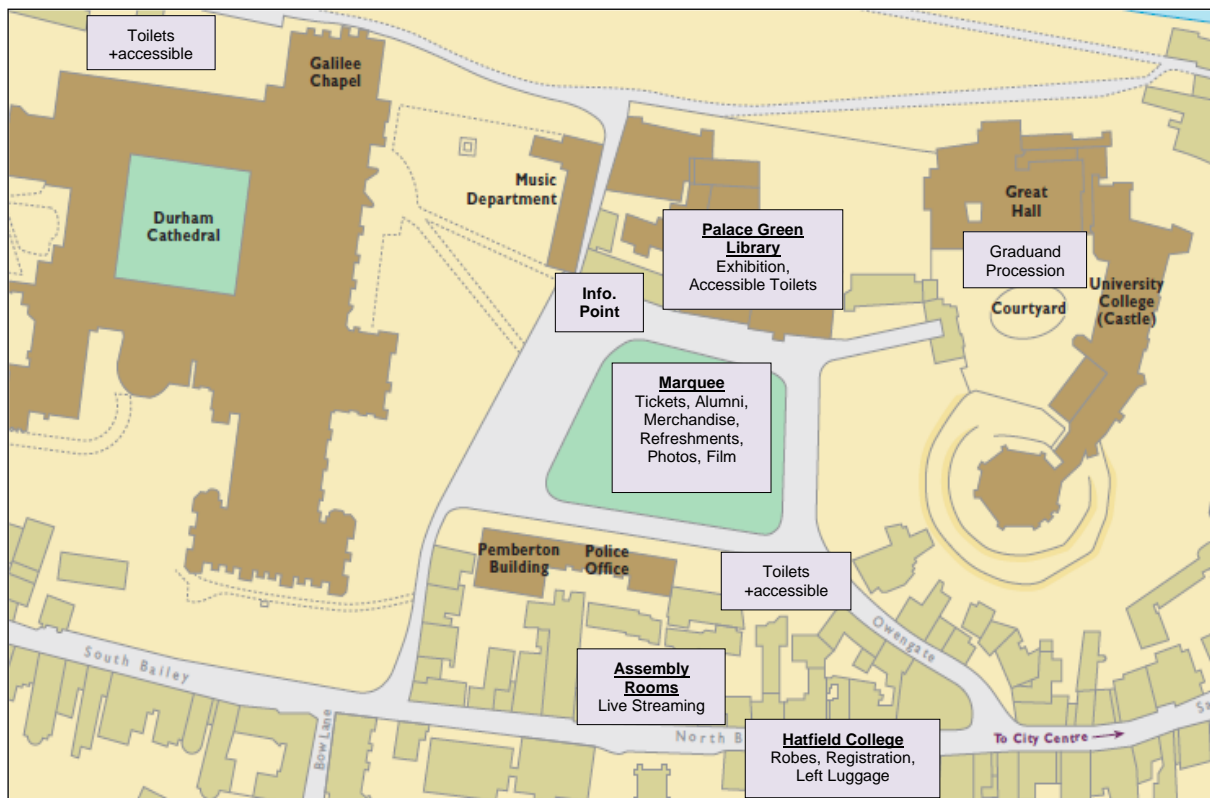 Toilets
+accessible
Galilee
Chapel
Durham
Cathedral
Music
Department
Palace Green
Library
Exhibition,
Accessible Toilets
Great
Hall
Graduand
Procession
University
College
(Castle)
Courtyard
Info.
Point
Marquee
Tickets, Alumni,
Merchandise,
Refreshments,
Photos, Film
Pemberton
Building
Police
Office
Toilets
+accessible
Owengate
South Bailey
Assembly
Rooms
Live Streaming
Bow Lane
North B
Hatfield College
Robes, Registration,
Left Luggage
To City Centre →
Sa